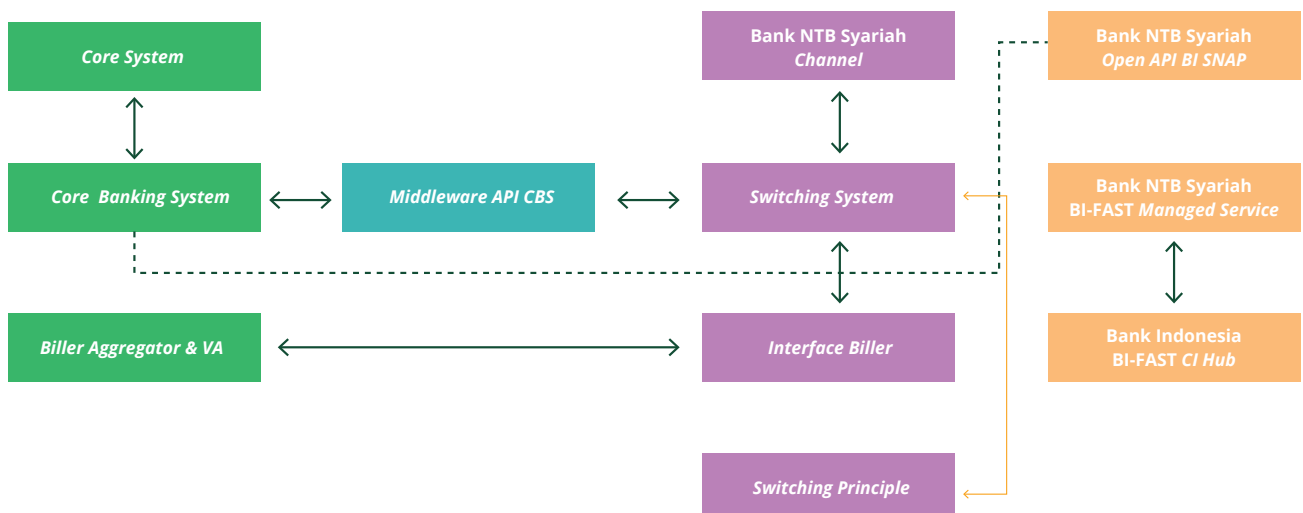 Core System
Bank NTB Syariah
Channel
Bank NTB Syariah
Open API BI SNAP
Core Banking System
Middleware API CBS
Switching System
Bank NTB Syariah
BI-FAST Managed Service
Biller Aggregator & VA
Interface Biller
Bank Indonesia
BI-FAST CI Hub
Switching Principle